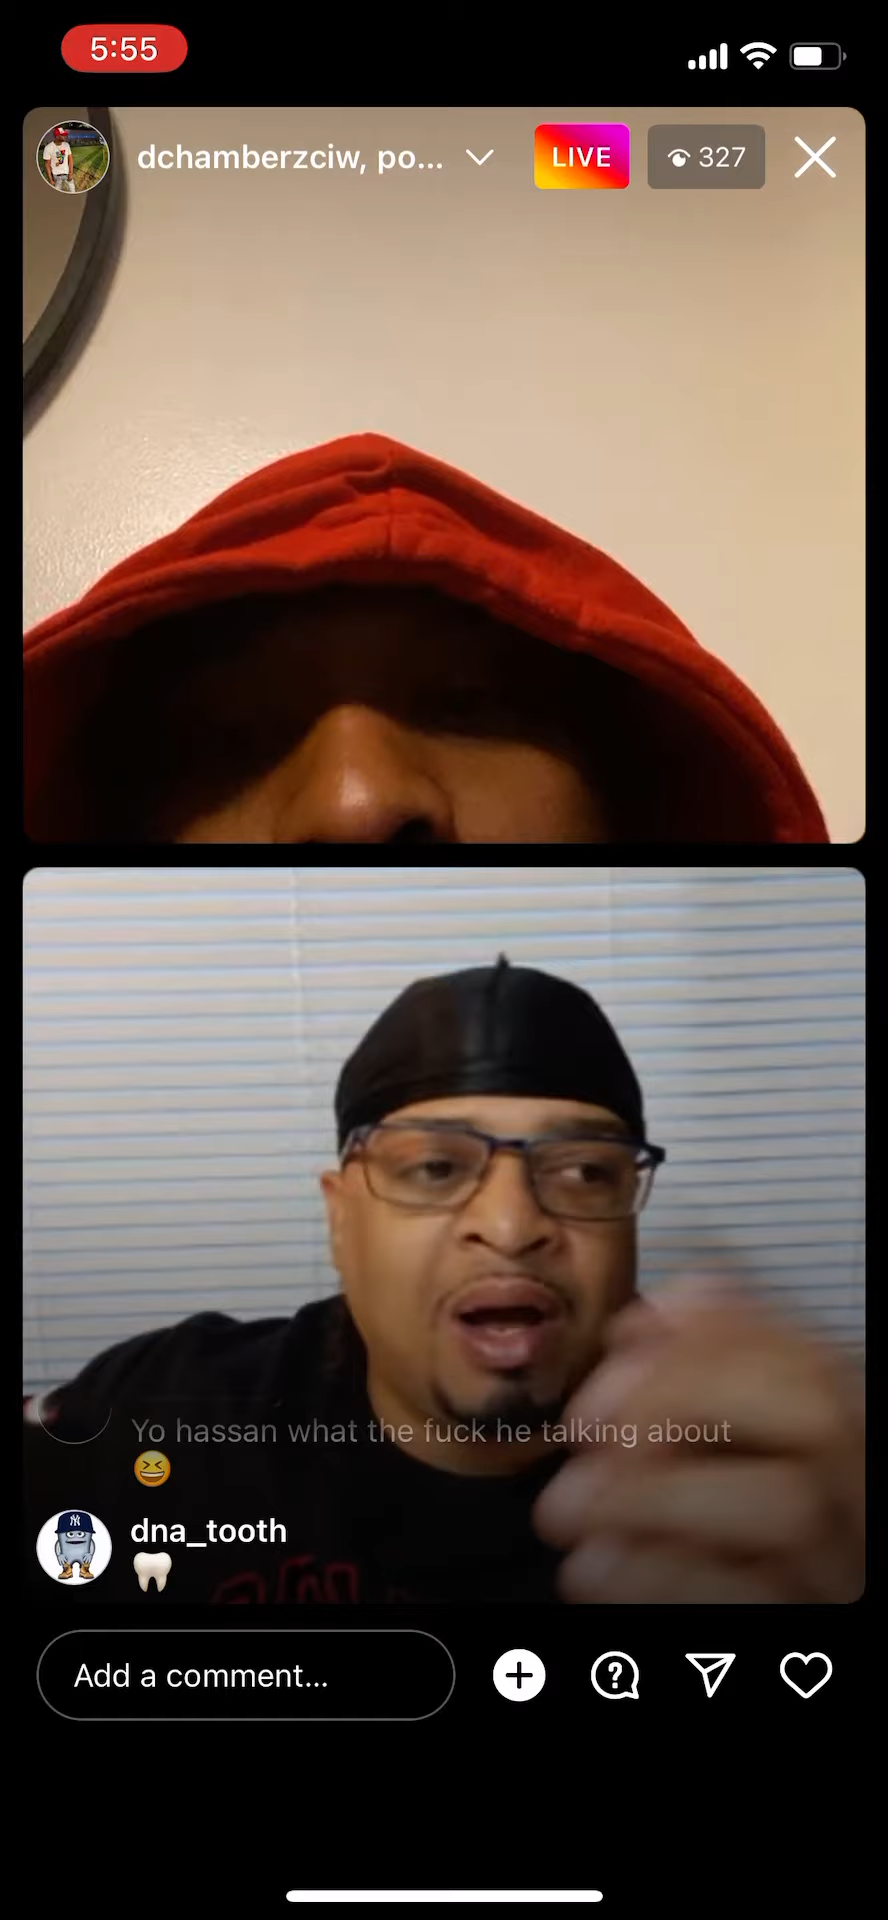 5:55
dchamberzciw, po...
LIVE
327
Yo hassan what the fuck he talking about
😆
dna_tooth
🦷
Add a comment...